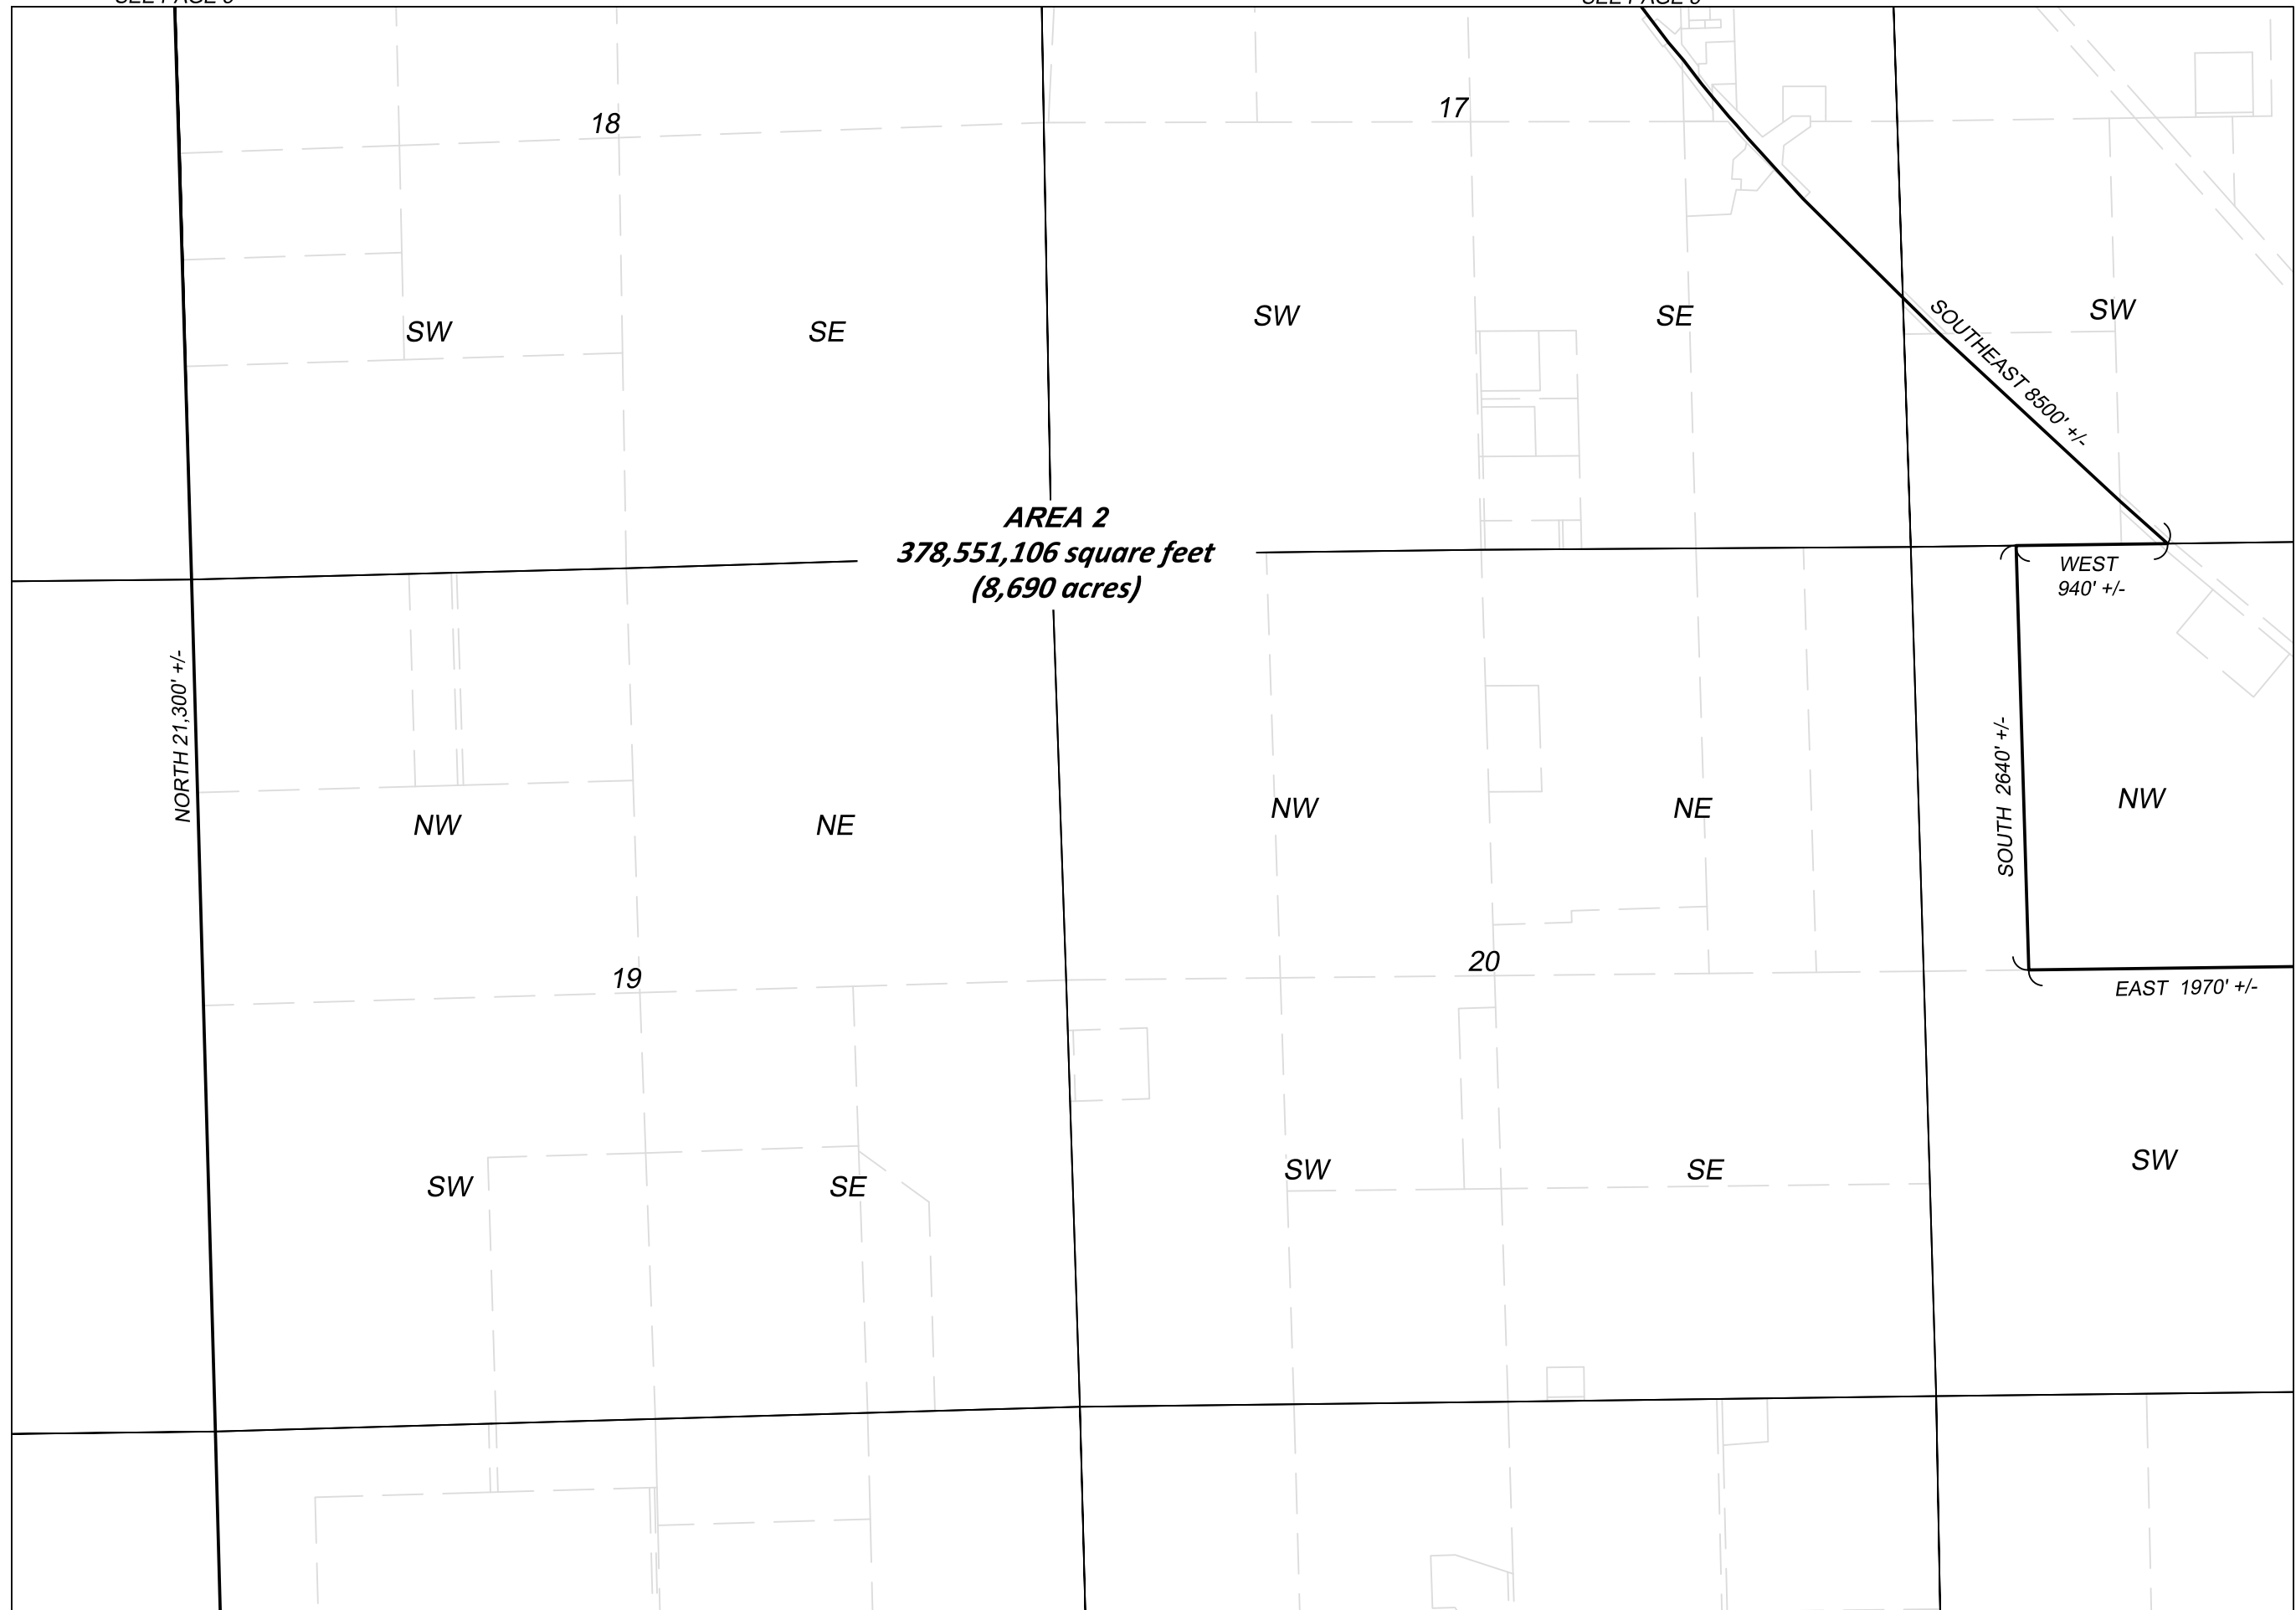 18
17
SW
SE
SW
SE
SW
SOUTHEAST 8500' +/-
AREA 2
378,551,106 square feet
(8,690 acres)
WEST
940' +/-
NORTH 21,300' +/-
SOUTH 2640' +/-
NW
NE
NW
NE
NW
19
20
EAST 1970' +/-
SW
SE
SW
SE
SW